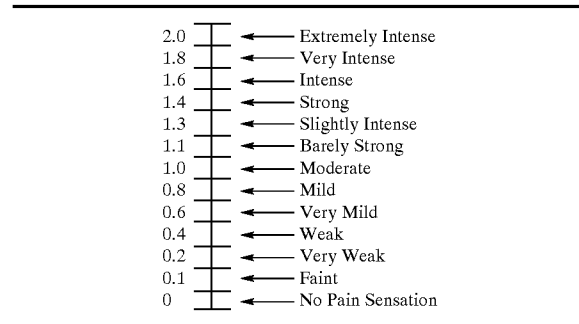 2.0 Extremely Intense
1.8 Very Intense
1.6 Intense
1.4 Strong
1.3 Slightly Intense
1.1 Barely Strong
1.0 Moderate
0.8 Mild
0.6 Very Mild
0.4 Weak
0.2 Very Weak
0.1 Faint
0 No Pain Sensation